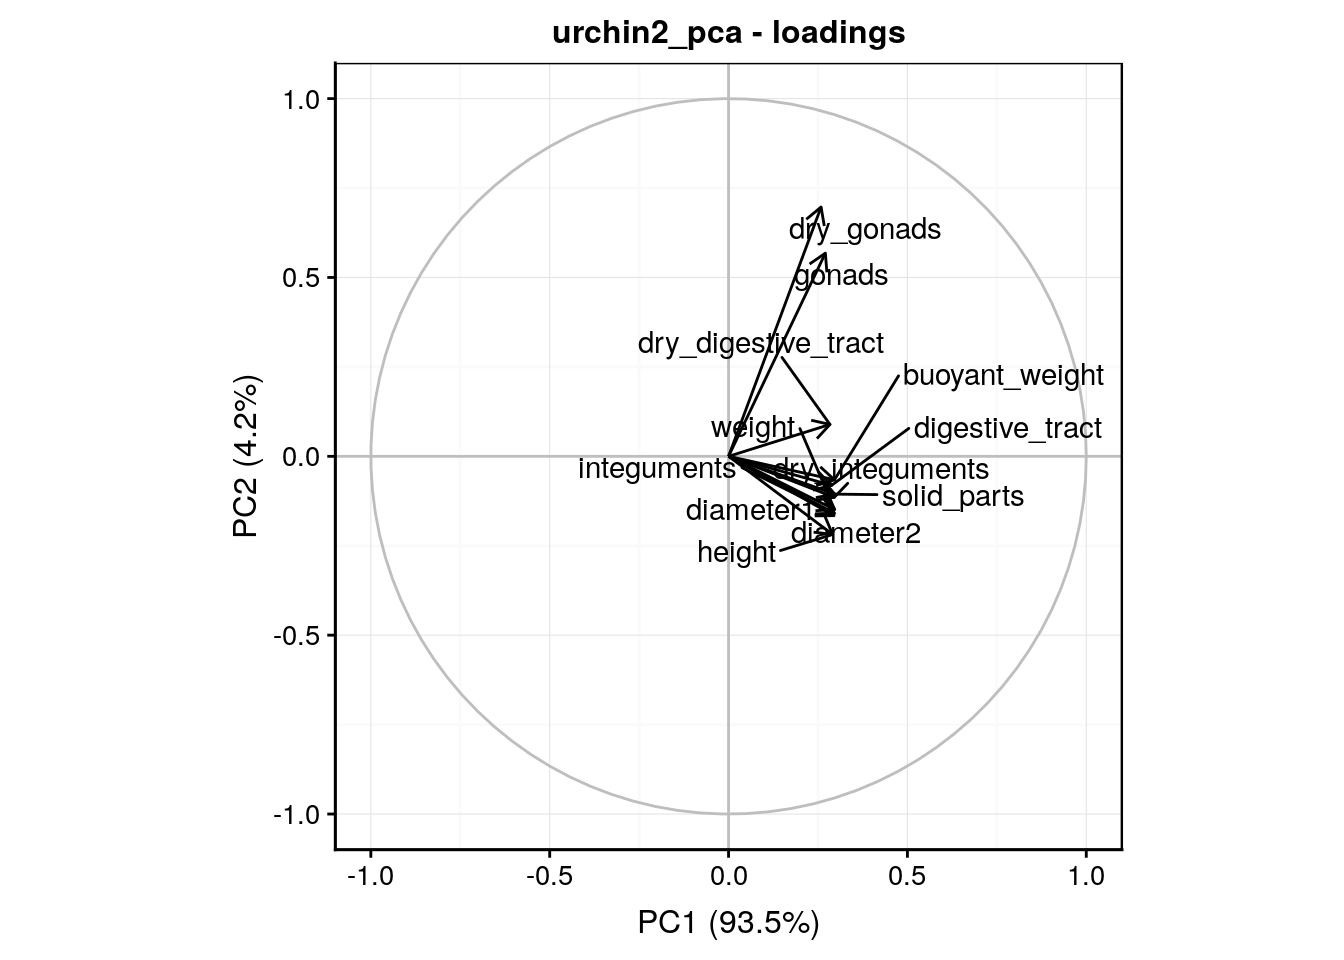 urchin2_pca - loadings
1.0
0.5
0.0
-0.5
-1.0
PC2 (4.2%)
dry_gonads
gonads
dry_digestive_tract
buoyant_weight
weight
digestive_tract
integuments
dry_integuments
solid_parts
diameter1
diameter2
height
-1.0
-0.5
0.0
0.5
1.0
PC1 (93.5%)